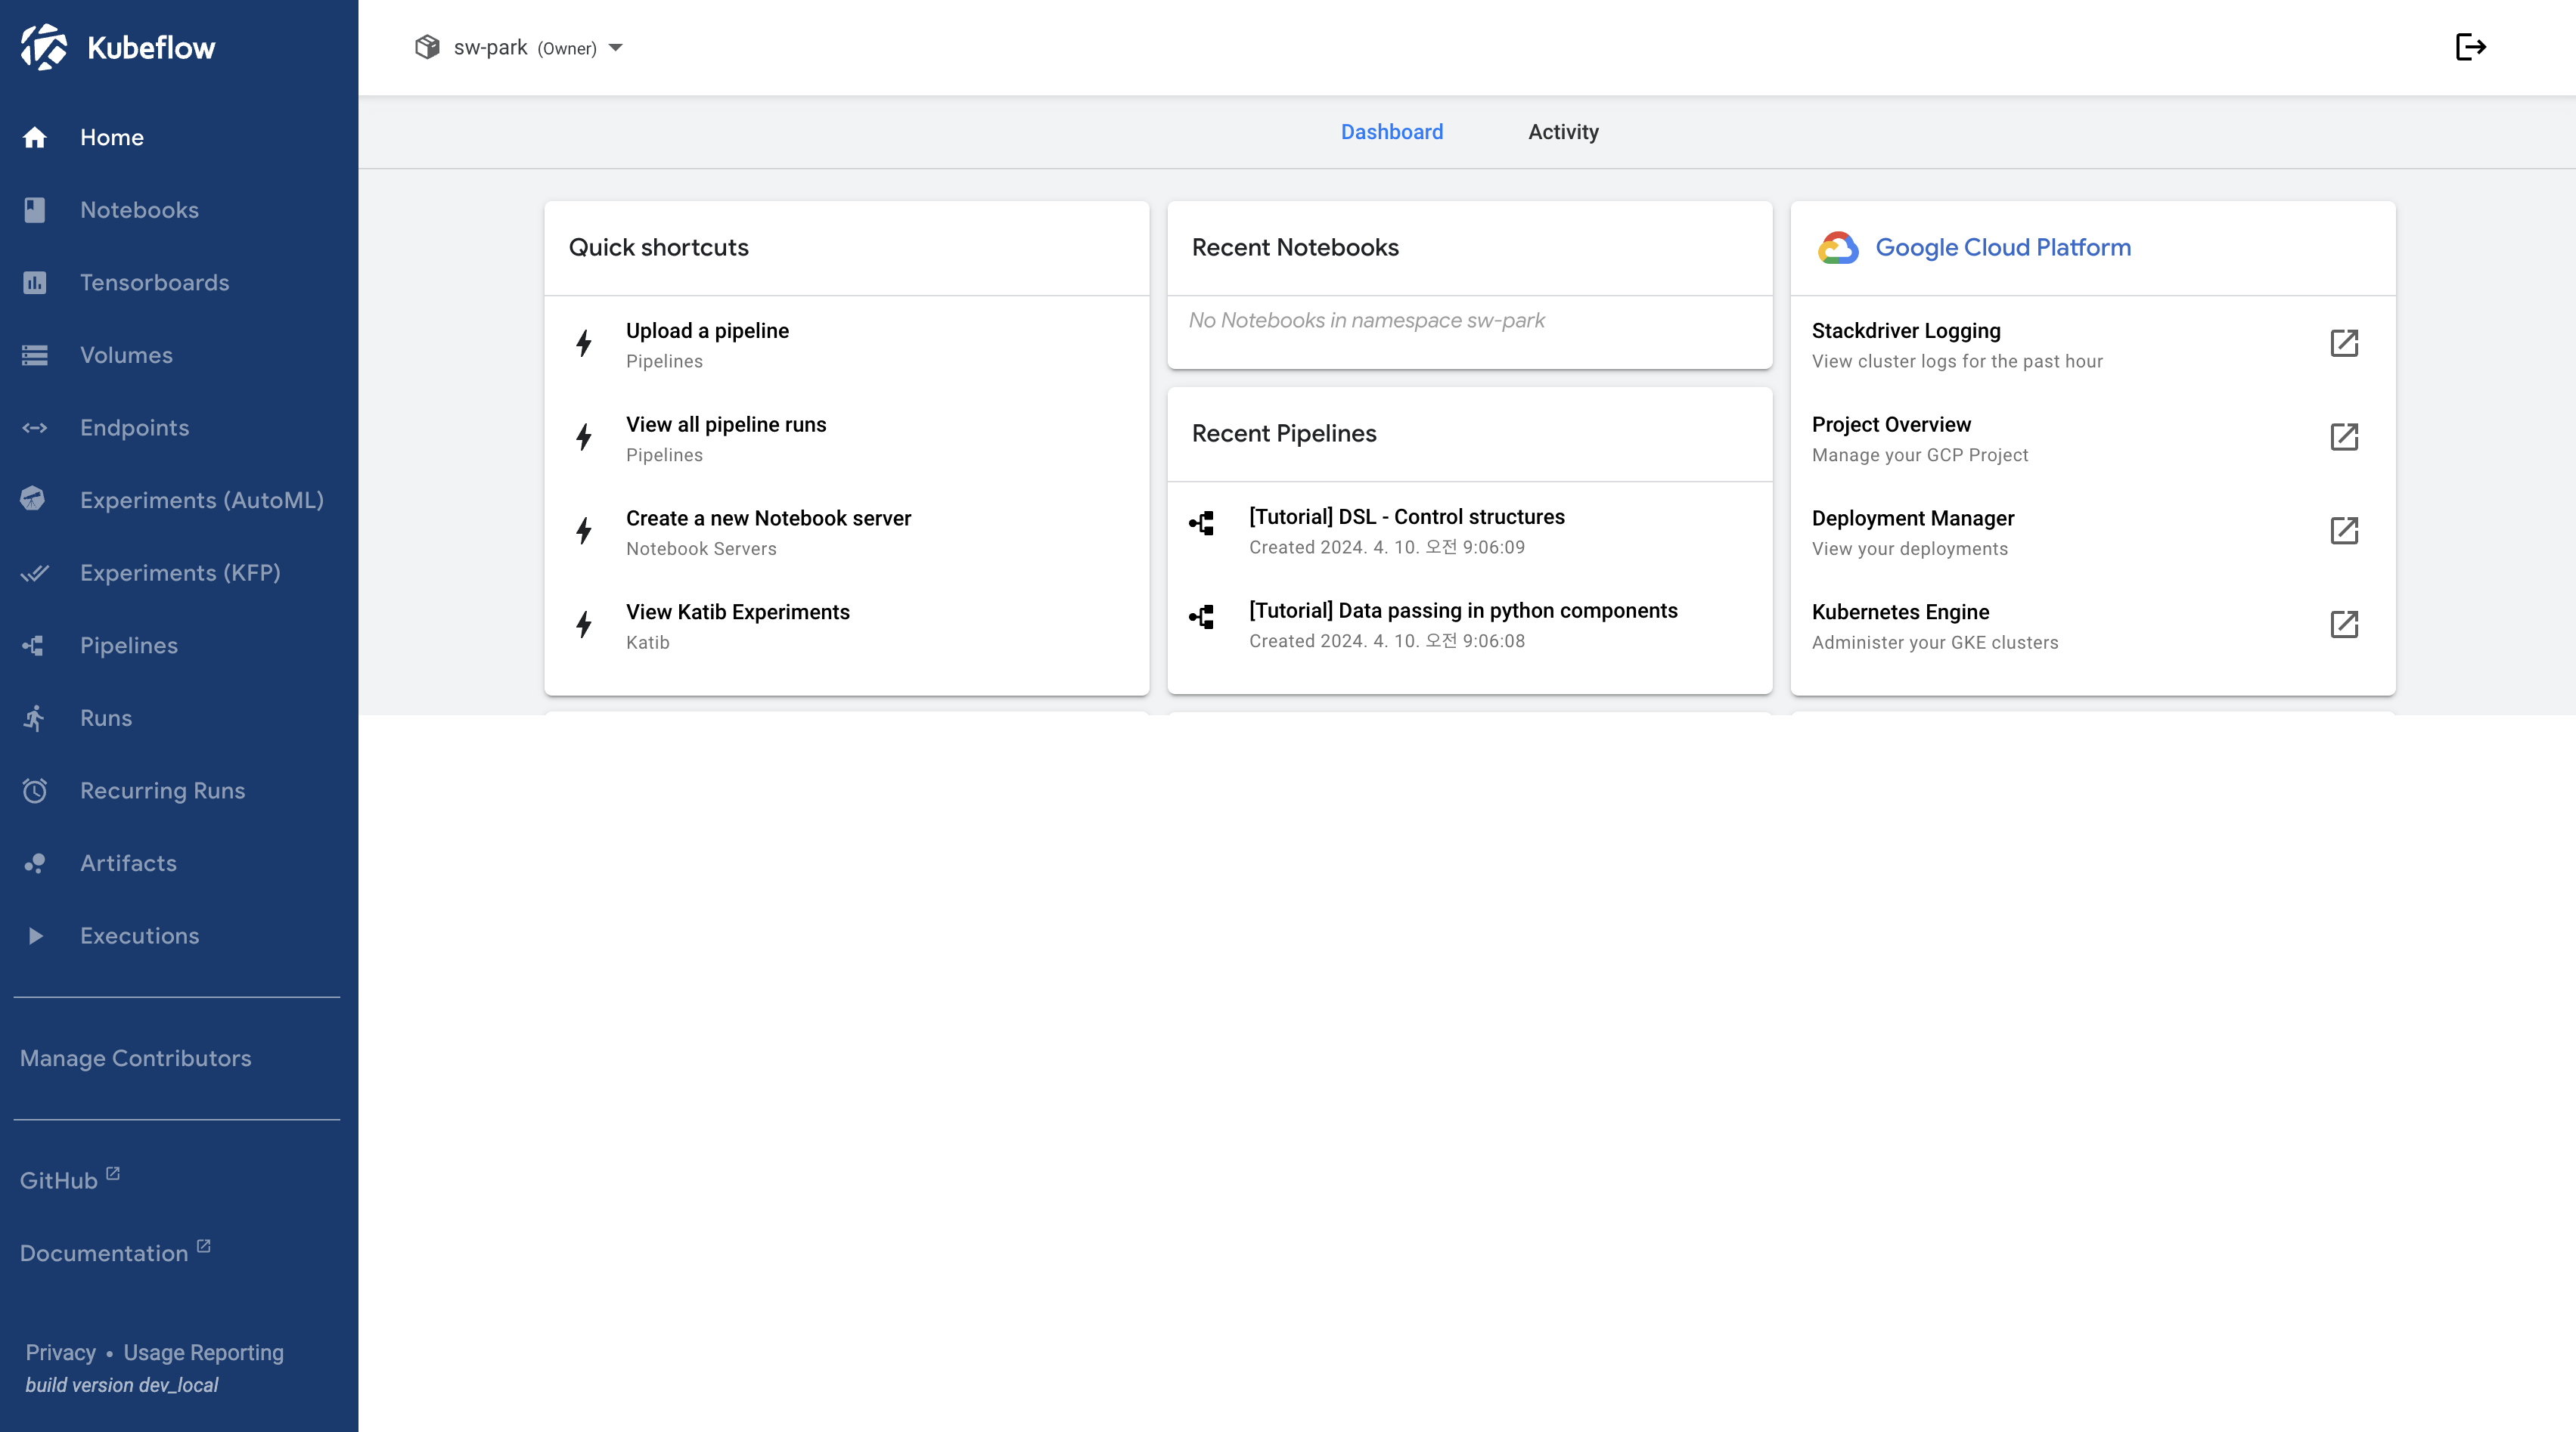 Kubeflow
Home
Notebooks
Tensorboards
Volumes
Endpoints
Experiments (AutoML)
Experiments (KFP)
Pipelines
Runs
Recurring Runs
Artifacts
Executions
Manage Contributors
GitHub
Documentation
Privacy • Usage Reporting
build version dev_local
sw-park (Owner)
Dashboard Activity
Quick shortcuts
Upload a pipeline
Pipelines
View all pipeline runs
Pipelines
Create a new Notebook server
Notebook Servers
View Katib Experiments
Katib
Recent Notebooks
No Notebooks in namespace sw-park
Recent Pipelines
[Tutorial] DSL - Control structures
Created 2024. 4. 10. 오전 9:06:09
[Tutorial] Data passing in python components
Created 2024. 4. 10. 오전 9:06:08
Google Cloud Platform
Stackdriver Logging
View cluster logs for the past hour
Project Overview
Manage your GCP Project
Deployment Manager
View your deployments
Kubernetes Engine
Administer your GKE clusters